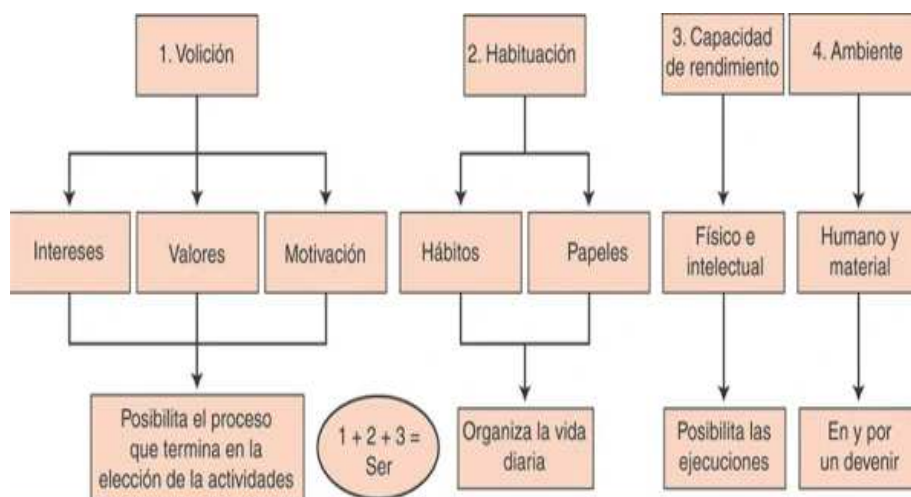 1. Volición
2. Habituación
3. Capacidad
de rendimiento
4. Ambiente
Intereses
Valores
Motivación
Hábitos
Papeles
Físico e
intelectual
Humano y
material
Posibilita el proceso
que termina en la
elección de la actividades
1 + 2 + 3 =
Ser
Organiza la vida
diaria
Posibilita las
ejecuciones
En y por
un devenir